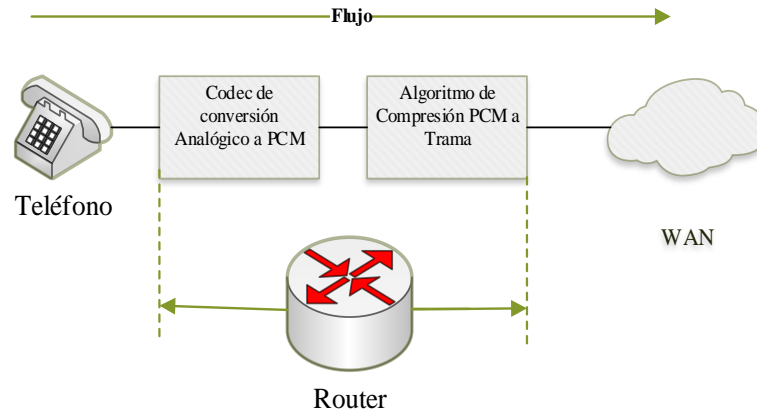 Flujo
Codec de
conversión
Analógico a PCM
Algoritmo de
Compresión PCM a
Trama
Teléfono
WAN
Router